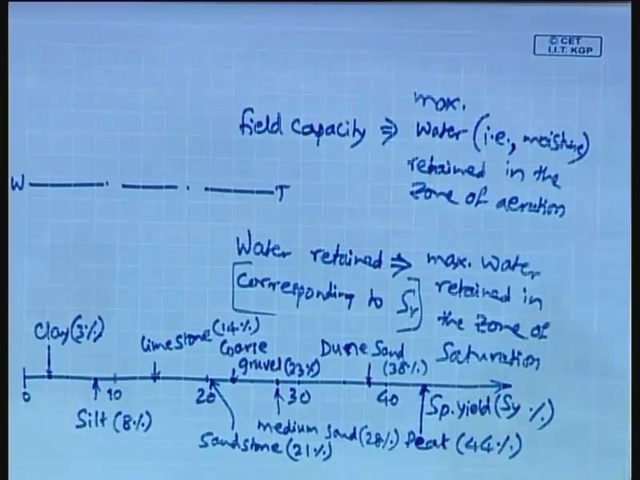 © CET
I.I.T. KGP
max.
field capacity ⇒ Water (i.e., moisture)
retained in the
zone of aeration
W T
Water retained ⇒ max. water
[Corresponding to Sr] retained in
the zone of
Saturation
Clay (3%) limestone (14%) Coarse gravel (23%) Dune Sand (38%)
0 10 20 30 40
Sp. yield (Sy %)
Silt (8%) Sandstone (21%) medium sand (28%) Peat (44%)